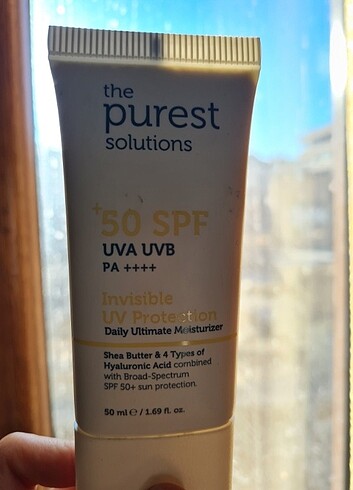 the
purest
solutions
+50 SPF
UVA UVB
PA ++++
Invisible
UV Protection
Daily Ultimate Moisturizer
Shea Butter & 4 Types of
Hyaluronic Acid combined
with Broad-Spectrum
SPF 50+ sun protection.
50 ml ℮ / 1.69 fl. oz.